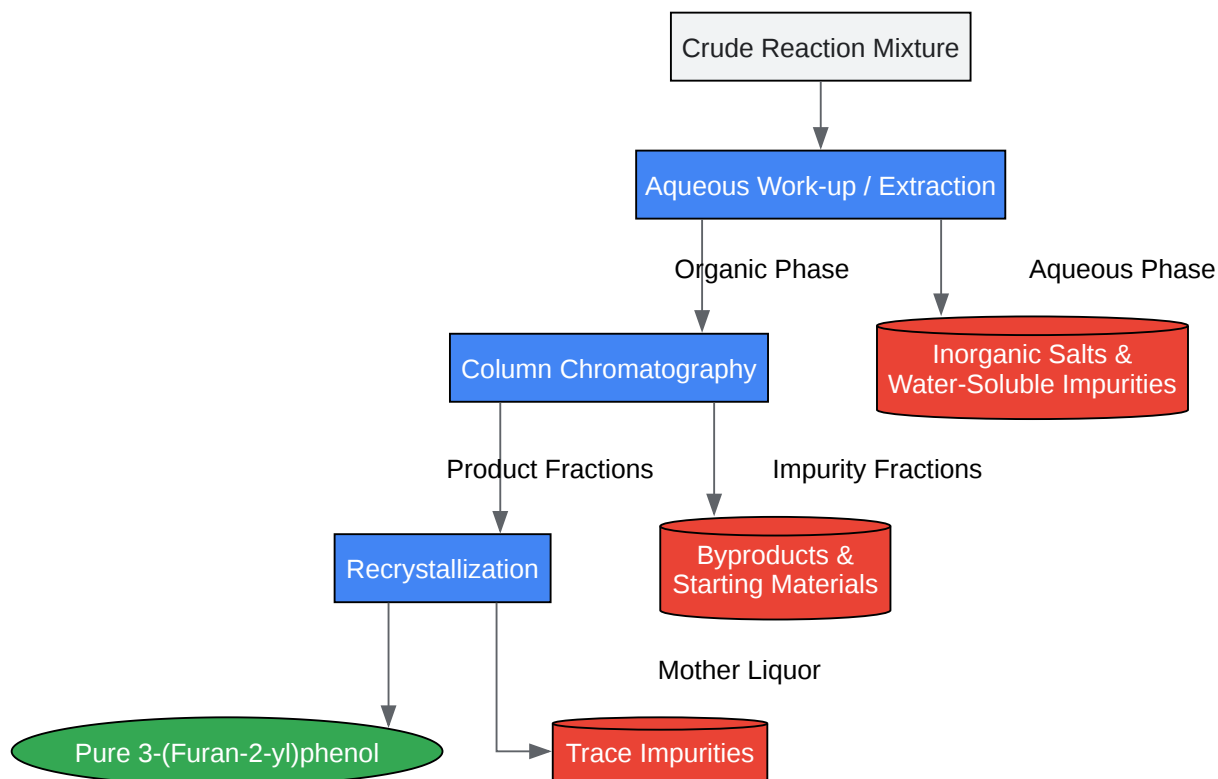 Crude Reaction Mixture
Aqueous Work-up / Extraction
Organic Phase
Aqueous Phase
Inorganic Salts &
Water-Soluble Impurities
Column Chromatography
Product Fractions
Impurity Fractions
Byproducts &
Starting Materials
Recrystallization
Mother Liquor
Pure 3-(Furan-2-yl)phenol
Trace Impurities